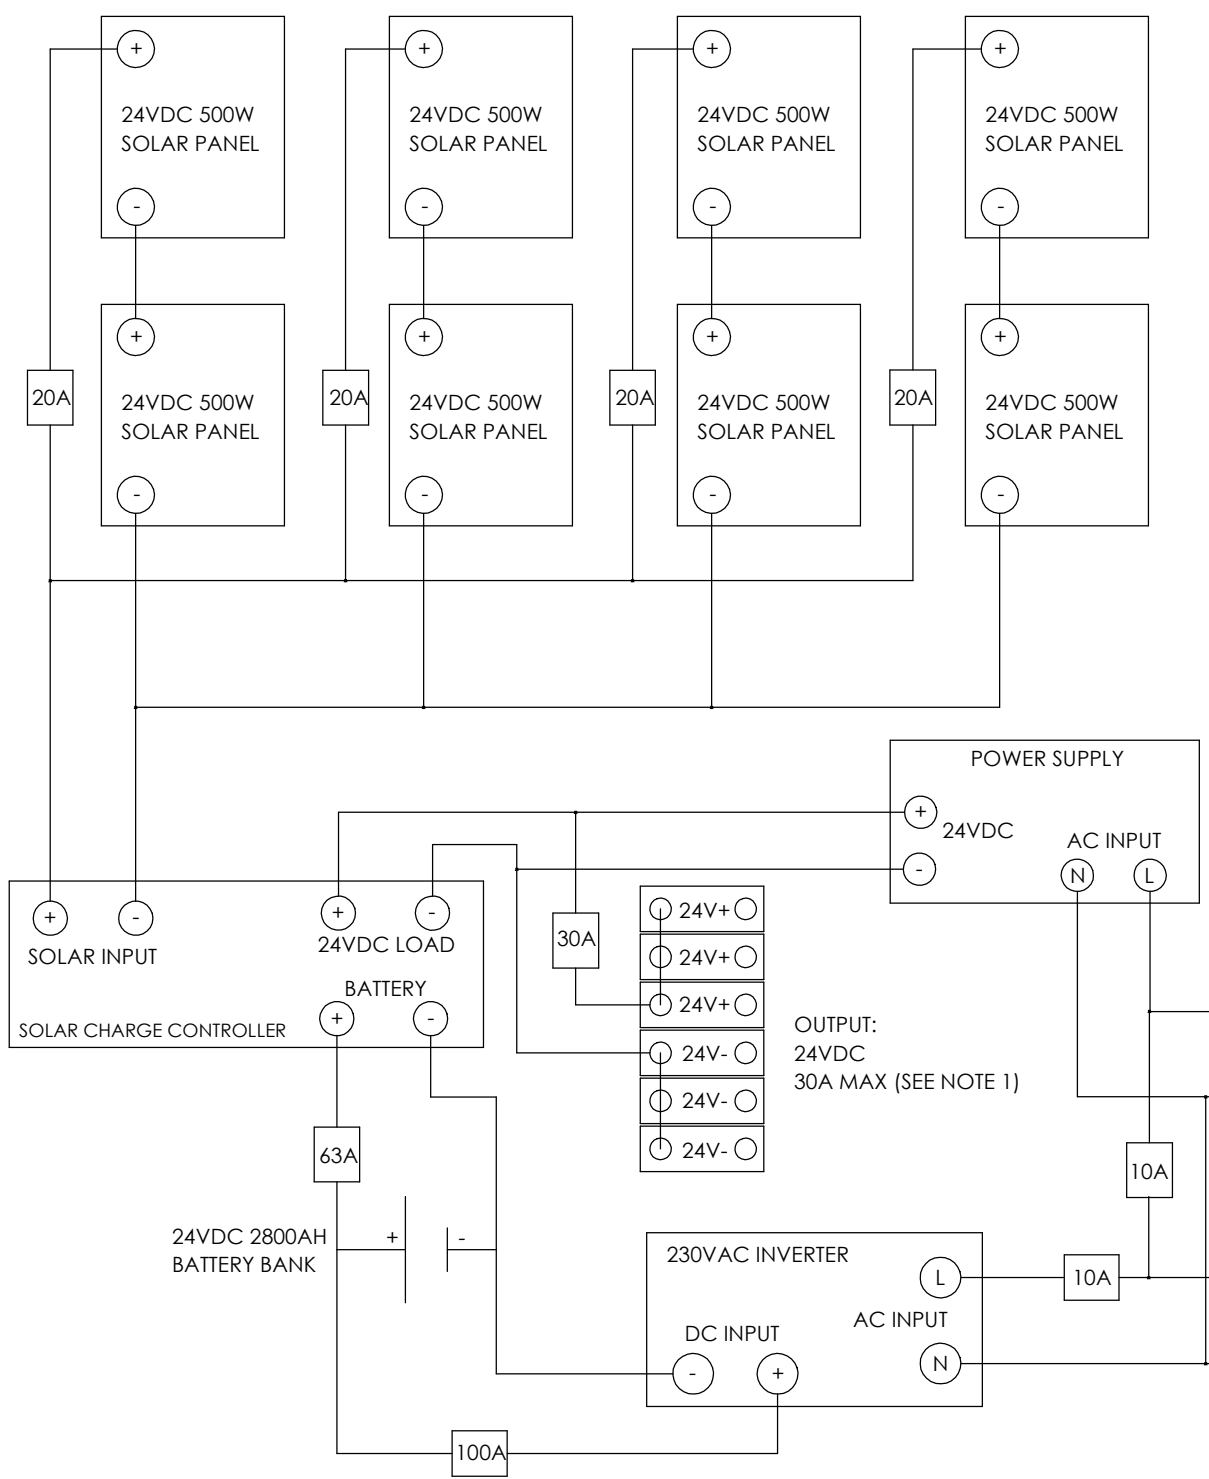 +
+
+
+
24VDC 500W
SOLAR PANEL
24VDC 500W
SOLAR PANEL
24VDC 500W
SOLAR PANEL
24VDC 500W
SOLAR PANEL
-
-
-
-
+
+
+
+
20A
24VDC 500W
SOLAR PANEL
20A
24VDC 500W
SOLAR PANEL
20A
24VDC 500W
SOLAR PANEL
20A
24VDC 500W
SOLAR PANEL
-
-
-
-
POWER SUPPLY
+
24VDC
-
AC INPUT
N
L
+
-
SOLAR INPUT
+
-
24VDC LOAD
BATTERY
+
-
SOLAR CHARGE CONTROLLER
30A
24V+
24V+
24V+
24V-
24V-
24V-
OUTPUT:
24VDC
30A MAX (SEE NOTE 1)
63A
10A
24VDC 2800AH
BATTERY BANK
+
-
230VAC INVERTER
L
10A
AC INPUT
N
DC INPUT
-
+
100A